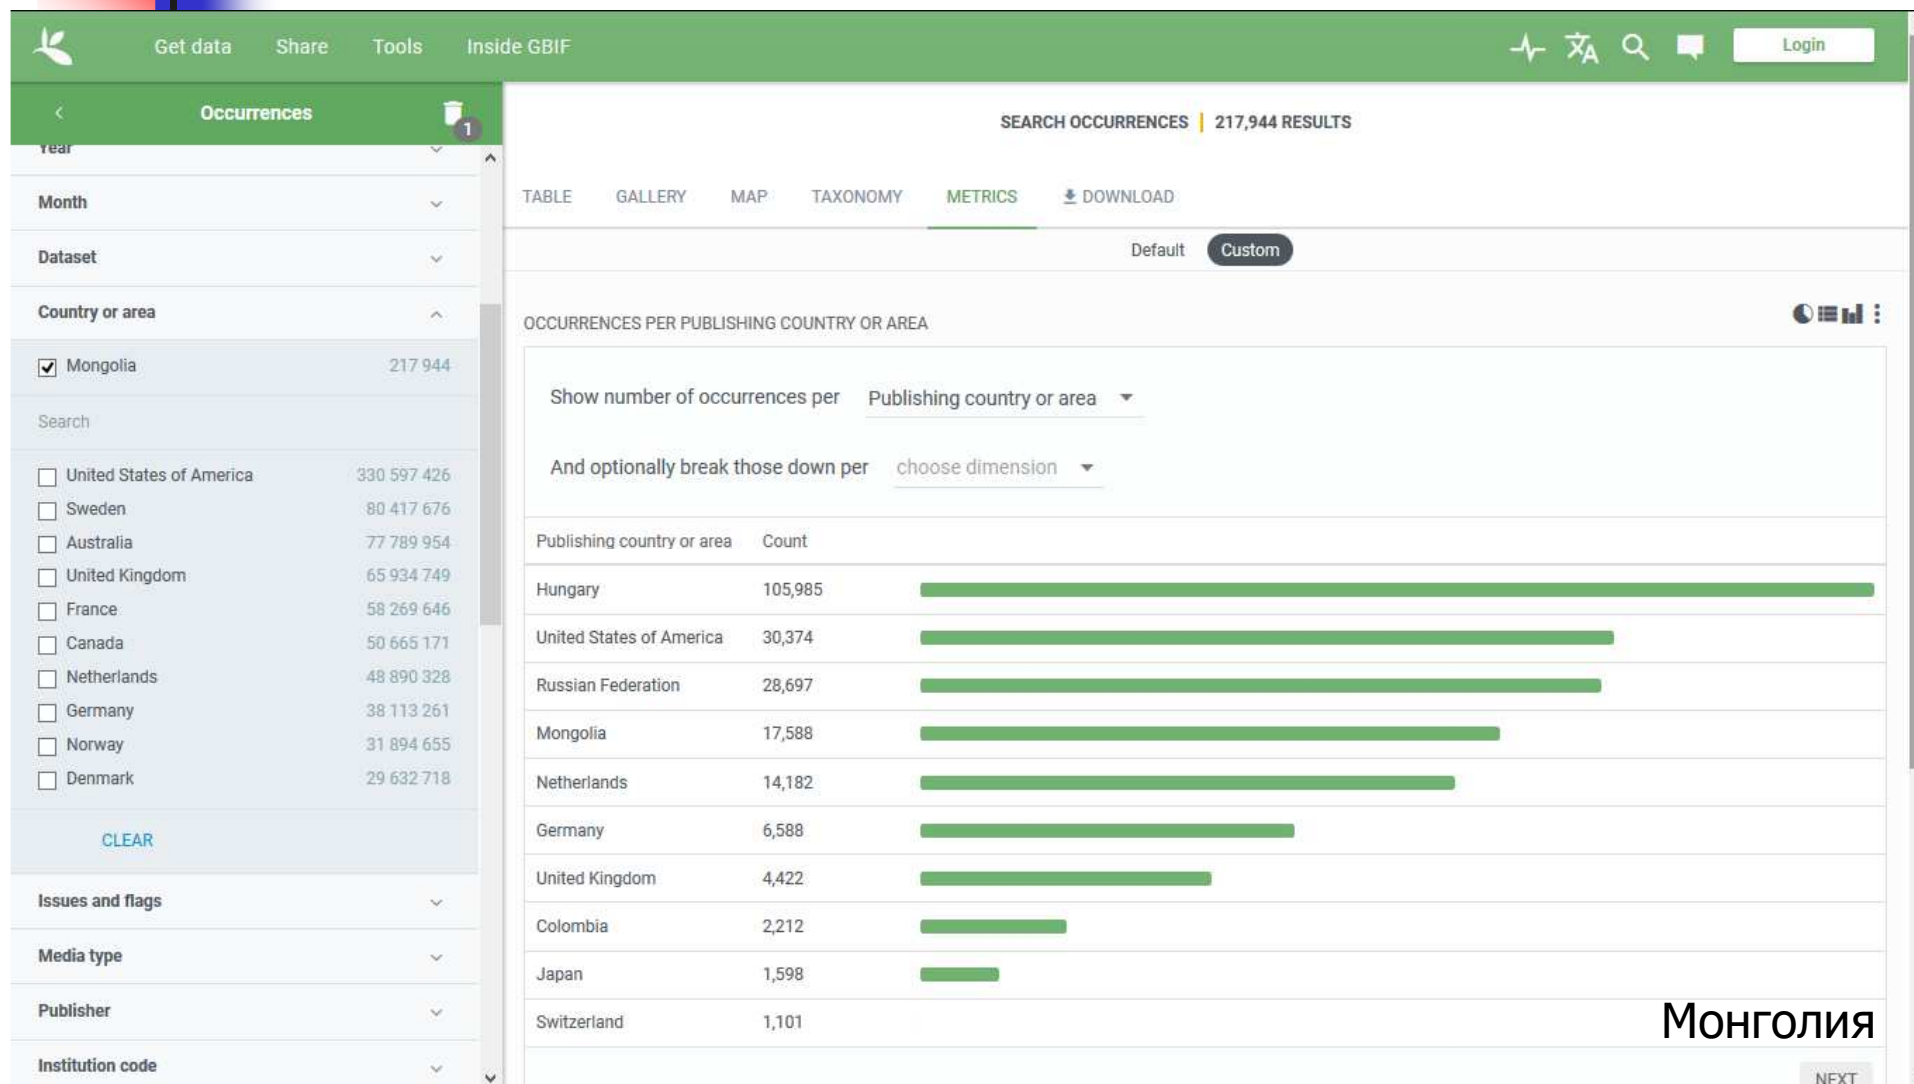 Get data Share Tools Inside GBIF Login
Occurrences 1
Year
Month
Dataset
Country or area
Mongolia 217 944
Search
United States of America 330 597 426
Sweden 80 417 676
Australia 77 789 954
United Kingdom 65 934 749
France 58 269 646
Canada 50 665 171
Netherlands 48 890 328
Germany 38 113 261
Norway 31 894 655
Denmark 29 632 718
CLEAR
Issues and flags
Media type
Publisher
Institution code
SEARCH OCCURRENCES | 217,944 RESULTS
TABLE GALLERY MAP TAXONOMY METRICS DOWNLOAD
Default Custom
OCCURRENCES PER PUBLISHING COUNTRY OR AREA
Show number of occurrences per Publishing country or area
And optionally break those down per choose dimension
Publishing country or area Count
Hungary 105,985
United States of America 30,374
Russian Federation 28,697
Mongolia 17,588
Netherlands 14,182
Germany 6,588
United Kingdom 4,422
Colombia 2,212
Japan 1,598
Switzerland 1,101
Монголия
NEXT